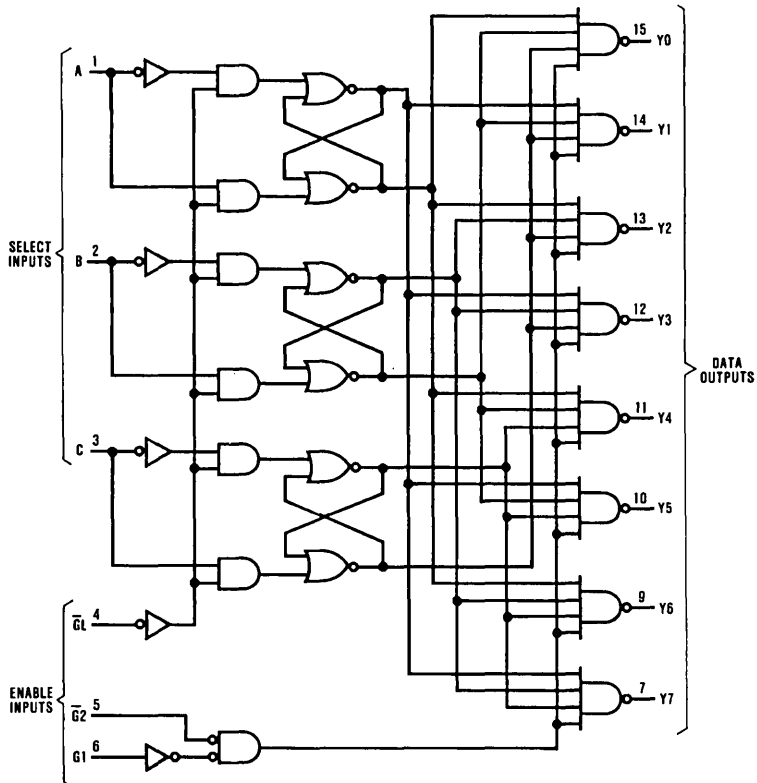 SELECT
INPUTS
A 1
B 2
C 3
ENABLE
INPUTS
G̅L̅ 4
G̅2̅ 5
G1 6
15 Y0
14 Y1
13 Y2
12 Y3
11 Y4
10 Y5
9 Y6
7 Y7
DATA
OUTPUTS